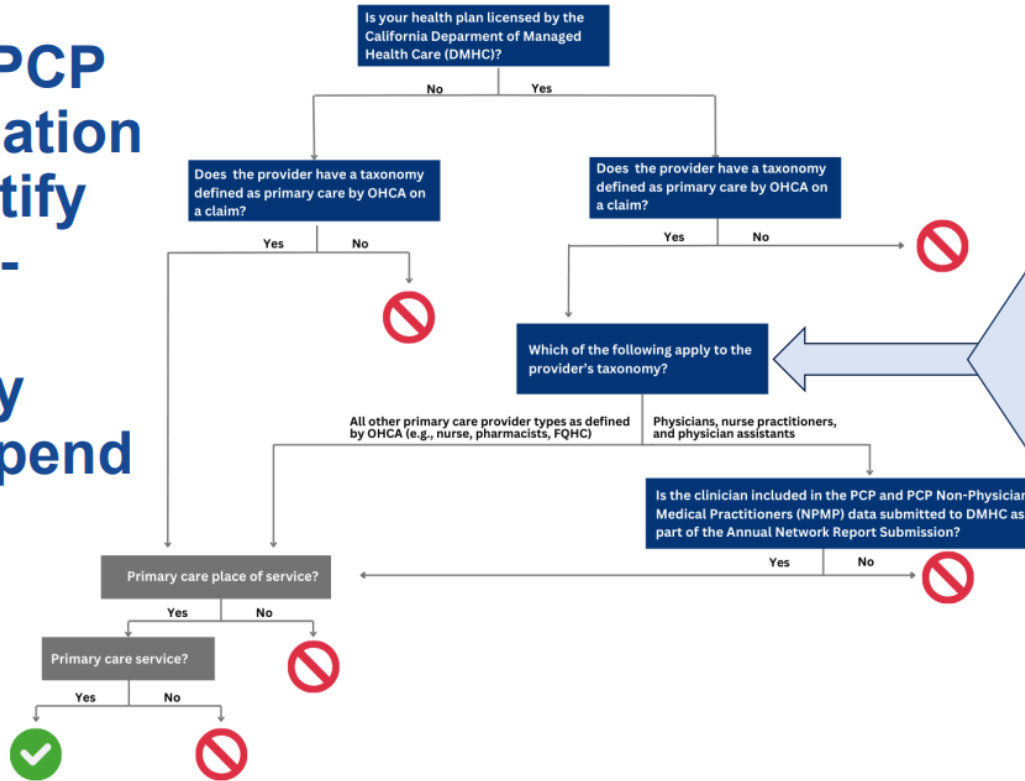 PCP
ation
tify
-
y
pend
Is your health plan licensed by the
California Deparment of Managed
Health Care (DMHC)?
No
Yes
Does the provider have a taxonomy
defined as primary care by OHCA on
a claim?
Does the provider have a taxonomy
defined as primary care by OHCA on
a claim?
Yes
No
Yes
No
Which of the following apply to the
provider's taxonomy?
All other primary care provider types as defined
by OHCA (e.g., nurse, pharmacists, FQHC)
Physicians, nurse practitioners,
and physician assistants
Is the clinician included in the PCP and PCP Non-Physician
Medical Practitioners (NPMP) data submitted to DMHC as
part of the Annual Network Report Submission?
Yes
No
Primary care place of service?
Yes
No
Primary care service?
Yes
No